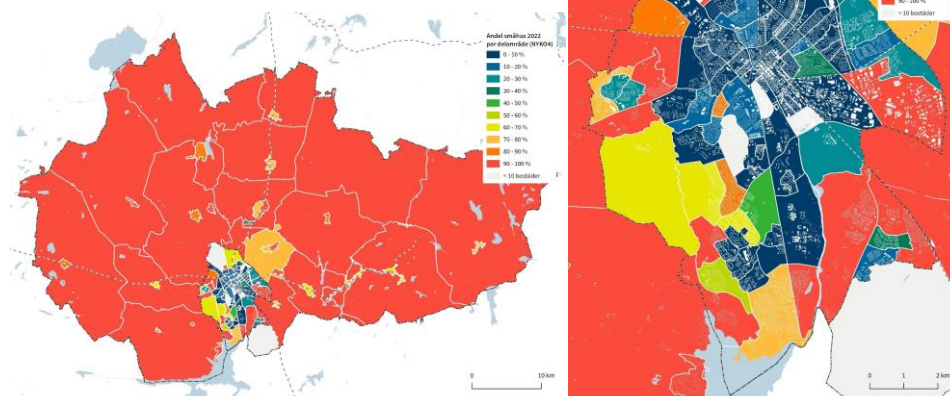 Andel småhus 2022
per delområde (NYKO4)
0 - 10 %
10 - 20 %
20 - 30 %
30 - 40 %
40 - 50 %
50 - 60 %
60 - 70 %
70 - 80 %
80 - 90 %
90 - 100 %
< 10 bostäder
0 10 km
90 - 100 %
< 10 bostäder
0 1 2 km